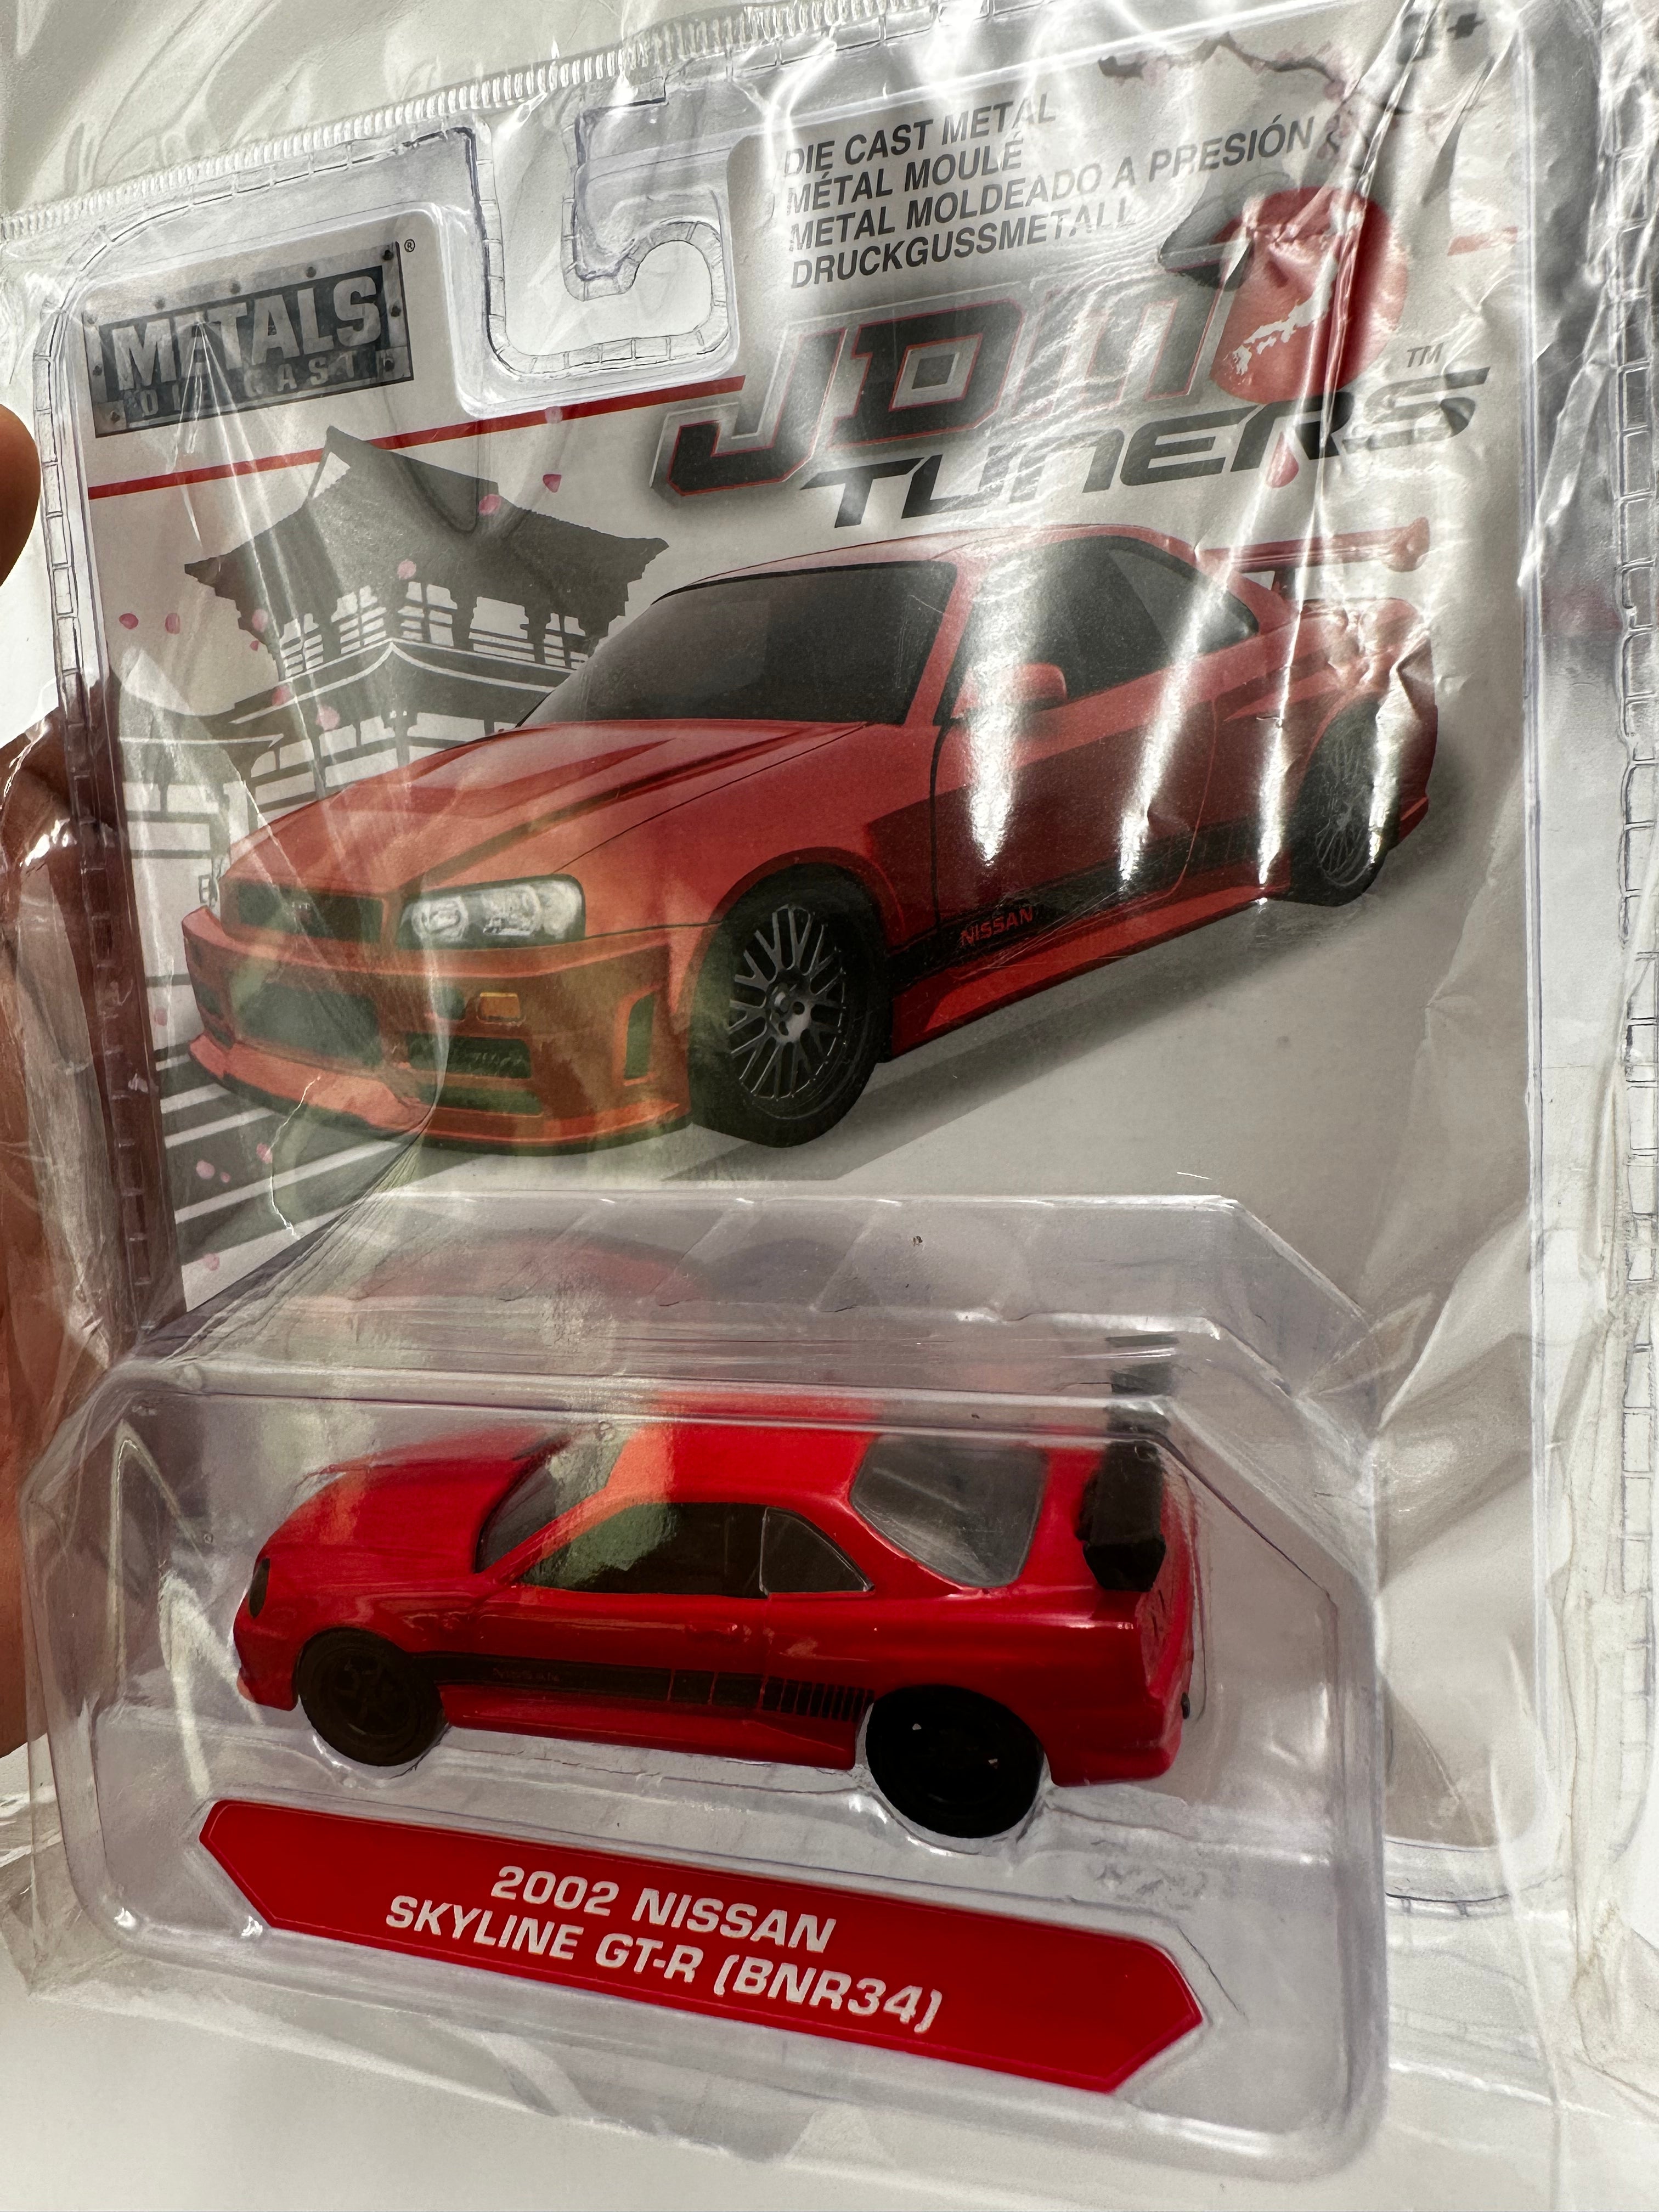 DIE CAST METAL
MÉTAL MOULÉ
METAL MOLDEADO A PRESIÓN
DRUCKGUSSMETALL
METALS®
DIE CAST
JDM
TUNERS™
NISSAN
2002 NISSAN
SKYLINE GT-R (BNR34)